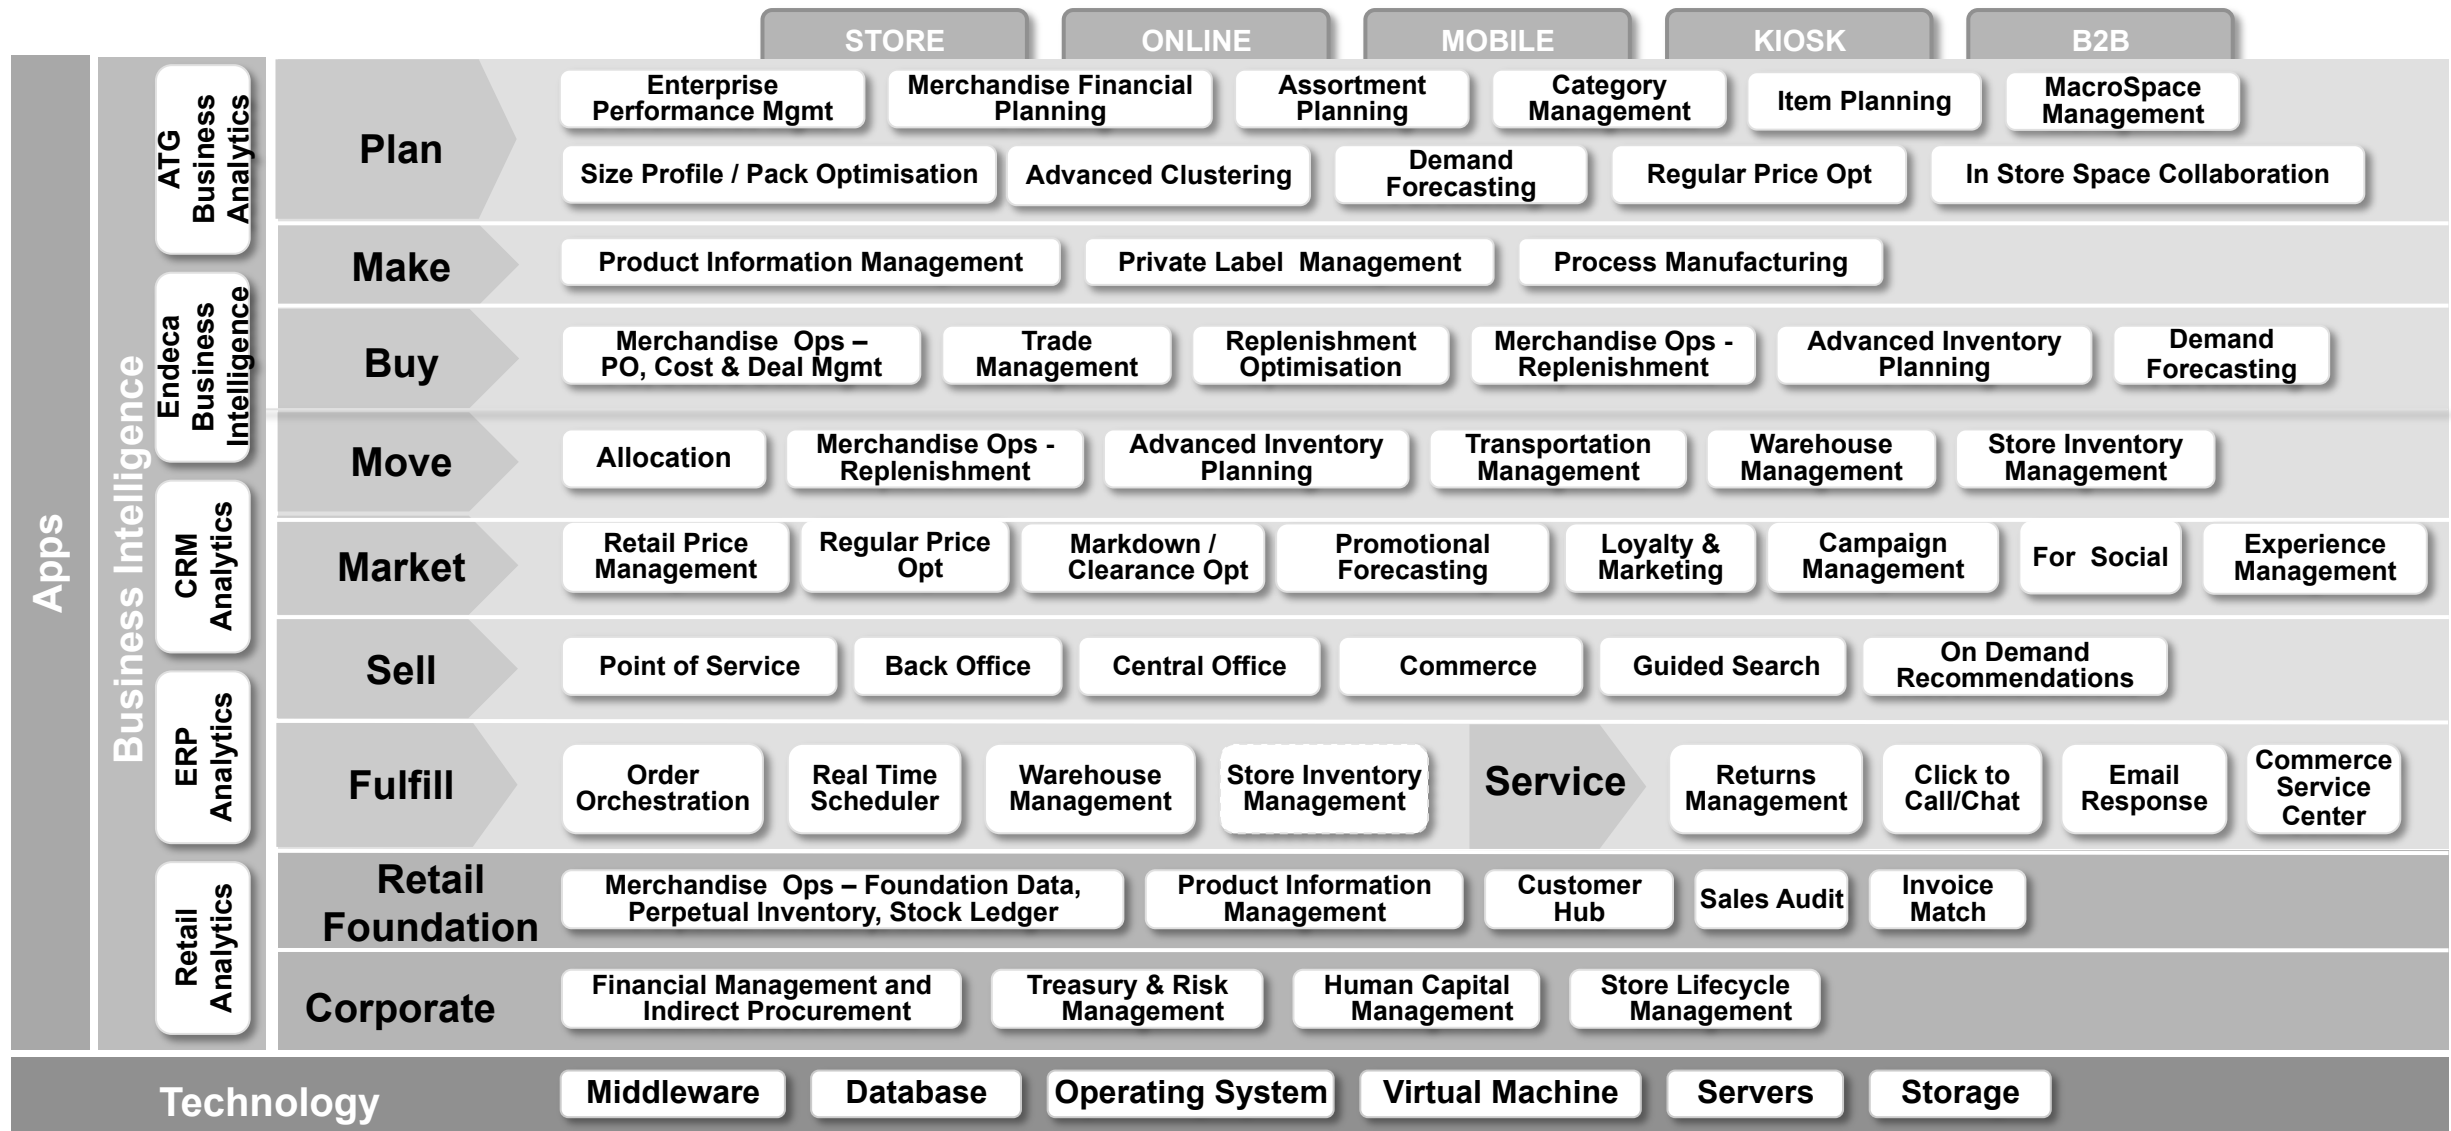 STORE
ONLINE
MOBILE
KIOSK
B2B
Apps
Business Intelligence
ATG
Business
Analytics
Endeca
Business
Intelligence
CRM
Analytics
ERP
Analytics
Retail
Analytics
Plan
Enterprise
Performance Mgmt
Merchandise Financial
Planning
Assortment
Planning
Category
Management
Item Planning
MacroSpace
Management
Size Profile / Pack Optimisation
Advanced Clustering
Demand
Forecasting
Regular Price Opt
In Store Space Collaboration
Make
Product Information Management
Private Label Management
Process Manufacturing
Buy
Merchandise Ops –
PO, Cost & Deal Mgmt
Trade
Management
Replenishment
Optimisation
Merchandise Ops -
Replenishment
Advanced Inventory
Planning
Demand
Forecasting
Move
Allocation
Merchandise Ops -
Replenishment
Advanced Inventory
Planning
Transportation
Management
Warehouse
Management
Store Inventory
Management
Market
Retail Price
Management
Regular Price
Opt
Markdown /
Clearance Opt
Promotional
Forecasting
Loyalty &
Marketing
Campaign
Management
For Social
Experience
Management
Sell
Point of Service
Back Office
Central Office
Commerce
Guided Search
On Demand
Recommendations
Fulfill
Order
Orchestration
Real Time
Scheduler
Warehouse
Management
Store Inventory
Management
Service
Returns
Management
Click to
Call/Chat
Email
Response
Commerce
Service
Center
Retail
Foundation
Merchandise Ops – Foundation Data,
Perpetual Inventory, Stock Ledger
Product Information
Management
Customer
Hub
Sales Audit
Invoice
Match
Corporate
Financial Management and
Indirect Procurement
Treasury & Risk
Management
Human Capital
Management
Store Lifecycle
Management
Technology
Middleware
Database
Operating System
Virtual Machine
Servers
Storage